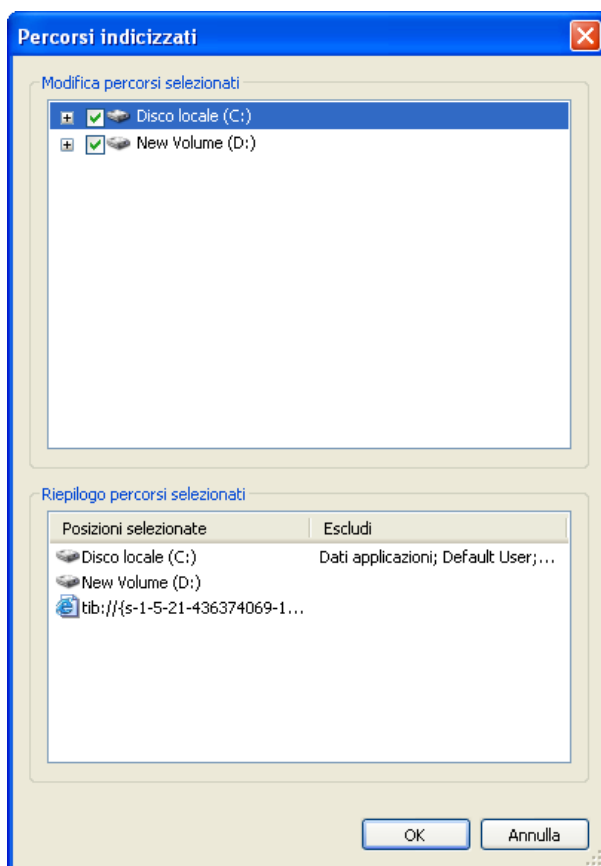 Percorsi indicizzati
Modifica percorsi selezionati
Disco locale (C:)
New Volume (D:)
Riepilogo percorsi selezionati
Posizioni selezionate Escludi
Disco locale (C:) Dati applicazioni; Default User;...
New Volume (D:)
tib://{s-1-5-21-436374069-1...
OK Annulla